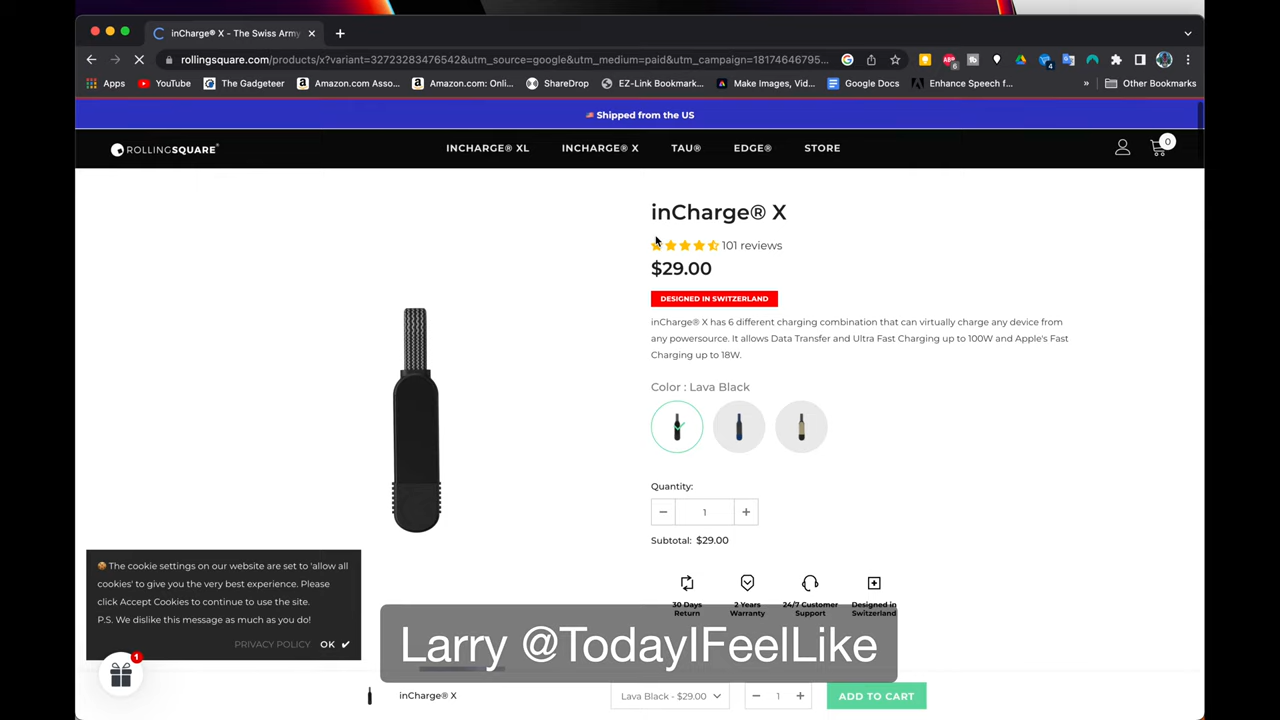 inCharge® X - The Swiss Army
rollingsquare.com/products/x?variant=32723283476542&utm_source=google&utm_medium=paid&utm_campaign=18174646795...
Apps
YouTube
The Gadgeteer
Amazon.com Asso...
Amazon.com: Onli...
ShareDrop
EZ-Link Bookmark...
Make Images, Vid...
Google Docs
Enhance Speech f...
»
Other Bookmarks
Shipped from the US
ROLLINGSQUARE®
INCHARGE® XL
INCHARGE® X
TAU®
EDGE®
STORE
0
inCharge® X
101 reviews
$29.00
DESIGNED IN SWITZERLAND
inCharge® X has 6 different charging combination that can virtually charge any device from
any powersource. It allows Data Transfer and Ultra Fast Charging up to 100W and Apple's Fast
Charging up to 18W.
Color : Lava Black
Quantity:
− 1 +
Subtotal: $29.00
30 Days
Return
2 Years
Warranty
24/7 Customer
Support
Designed in
Switzerland
The cookie settings on our website are set to 'allow all
cookies' to give you the very best experience. Please
click Accept Cookies to continue to use the site.
P.S. We dislike this message as much as you do!
PRIVACY POLICY OK ✔
Larry @TodayIFeelLike
1
inCharge® X
Lava Black - $29.00
− 1 +
ADD TO CART